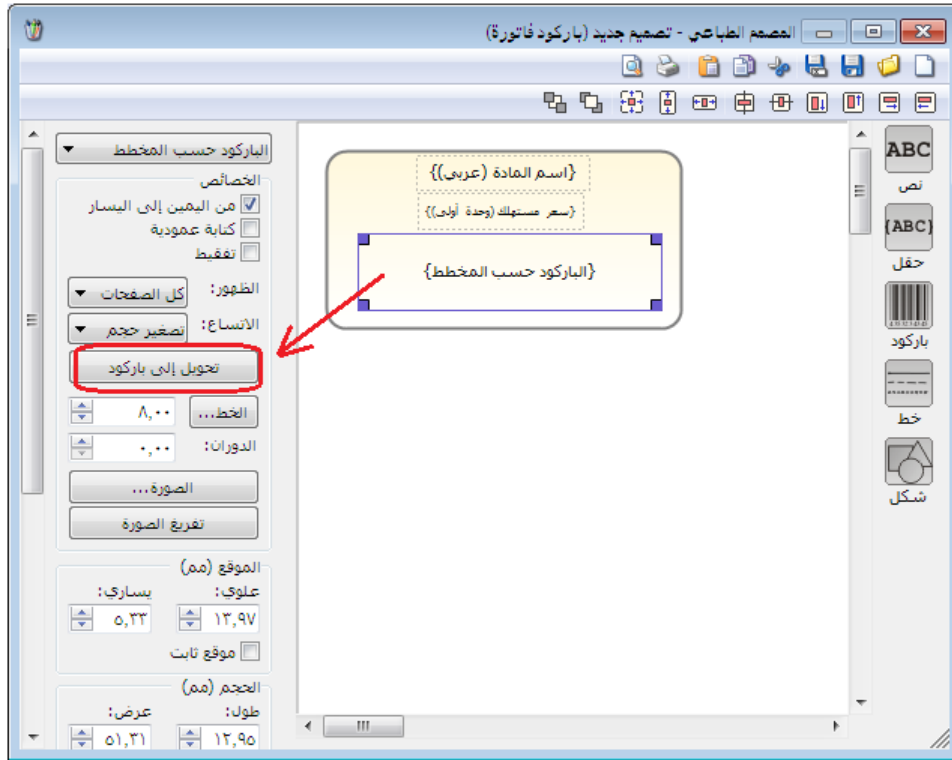 المصمم الطباعي - تصميم جديد (باركود فاتورة)
ABC
نص
{ABC}
حقل
باركود
خط
شكل
{اسم المادة (عربي)}
{سعر مستهلك (وحدة أولى)}
{الباركود حسب المخطط}
الباركود حسب المخطط
الخصائص
من اليمين إلى اليسار
كتابة عمودية
تفقيط
الظهور: كل الصفحات
الاتساع: تصغير حجم
تحويل إلى باركود
الخط... ٨,٠٠
الدوران: ٠,٠٠
الصورة...
تفريغ الصورة
الموقع (مم)
علوي: يساري:
١٣,٩٧ ٥,٣٣
موقع ثابت
الحجم (مم)
طول: عرض:
١٢,٩٥ ٥١,٣١